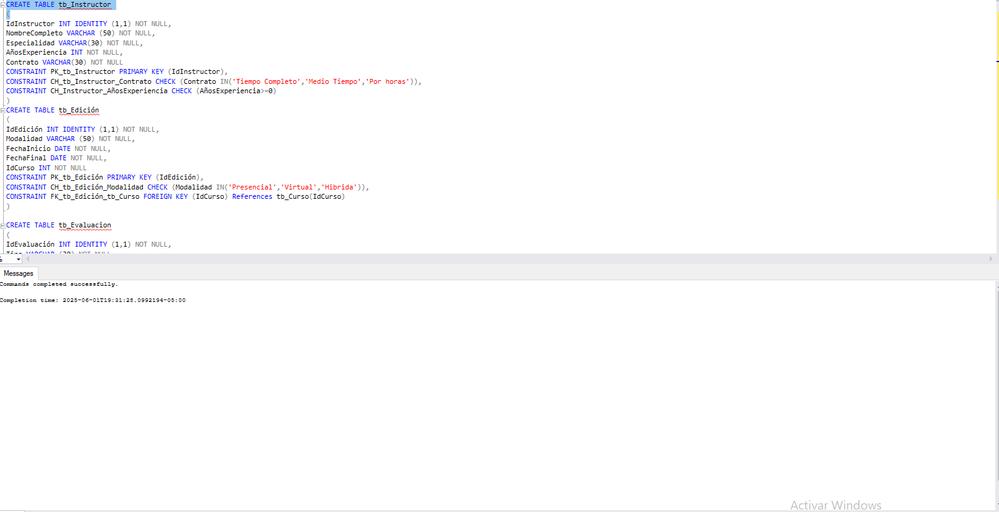 CREATE TABLE tb_Instructor
(
IdInstructor INT IDENTITY (1,1) NOT NULL,
NombreCompleto VARCHAR (50) NOT NULL,
Especialidad VARCHAR(30) NOT NULL,
AñosExperiencia INT NOT NULL,
Contrato VARCHAR(30) NOT NULL
CONSTRAINT PK_tb_Instructor PRIMARY KEY (IdInstructor),
CONSTRAINT CH_tb_Instructor_Contrato CHECK (Contrato IN('Tiempo Completo','Medio Tiempo','Por horas')),
CONSTRAINT CH_Instructor_AñosExperiencia CHECK (AñosExperiencia>=0)
)
CREATE TABLE tb_Edición
(
IdEdición INT IDENTITY (1,1) NOT NULL,
Modalidad VARCHAR (50) NOT NULL,
FechaInicio DATE NOT NULL,
FechaFinal DATE NOT NULL,
IdCurso INT NOT NULL
CONSTRAINT PK_tb_Edición PRIMARY KEY (IdEdición),
CONSTRAINT CH_tb_Edición_Modalidad CHECK (Modalidad IN('Presencial','Virtual','Hibrida')),
CONSTRAINT FK_tb_Edición_tb_Curso FOREIGN KEY (IdCurso) References tb_Curso(IdCurso)
)
CREATE TABLE tb_Evaluacion
(
IdEvaluación INT IDENTITY (1,1) NOT NULL,
Messages
Commands completed successfully.
Completion time: 2025-06-01T19:31:28.0992194-05:00
Activar Windows